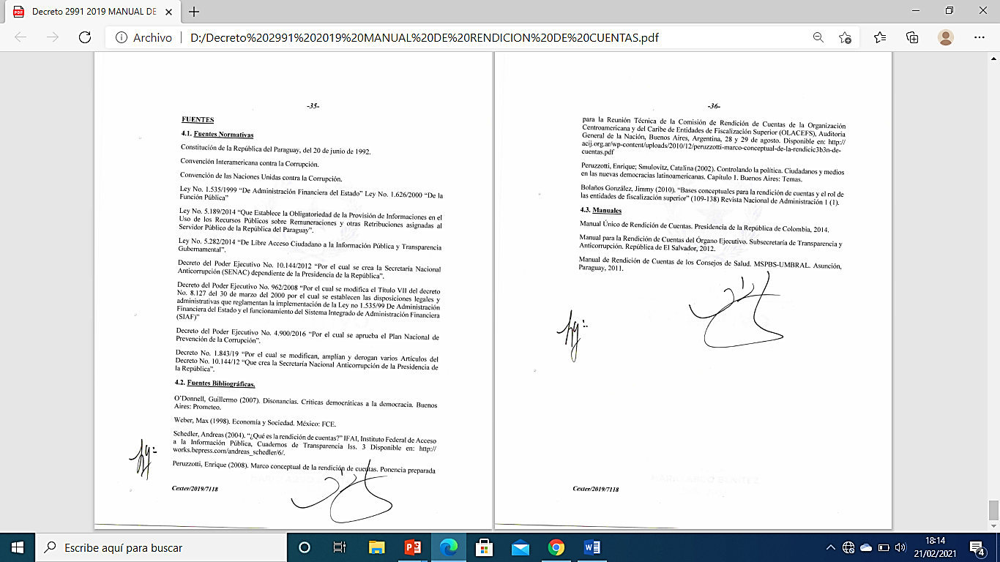 Decreto 2991 2019 MANUAL DE
Archivo
D:/Decreto%202991%202019%20MANUAL%20DE%20RENDICION%20DE%20CUENTAS.pdf
-35-
FUENTES
4.1. Fuentes Normativas
Constitución de la República del Paraguay, del 20 de junio de 1992.
Convención Interamericana contra la Corrupción.
Convención de las Naciones Unidas contra la Corrupción.
Ley No. 1.535/1999 “De Administración Financiera del Estado” Ley No. 1.626/2000 “De la
Función Pública”
Ley No. 5.189/2014 “Que Establece la Obligatoriedad de la Provisión de Informaciones en el
Uso de los Recursos Públicos sobre Remuneraciones y otras Retribuciones asignadas al
Servidor Público de la República del Paraguay”.
Ley No. 5.282/2014 “De Libre Acceso Ciudadano a la Información Pública y Transparencia
Gubernamental”.
Decreto del Poder Ejecutivo No. 10.144/2012 “Por el cual se crea la Secretaría Nacional
Anticorrupción (SENAC) dependiente de la Presidencia de la República”.
Decreto del Poder Ejecutivo No. 962/2008 “Por el cual se modifica el Título VII del decreto
No. 8.127 del 30 de marzo del 2000 por el cual se establecen las disposiciones legales y
administrativas que reglamentan la implementación de la Ley no 1.535/99 De Administración
Financiera del Estado y el funcionamiento del Sistema Integrado de Administración Financiera
(SIAF)”
Decreto del Poder Ejecutivo No. 4.900/2016 “Por el cual se aprueba el Plan Nacional de
Prevención de la Corrupción”.
Decreto No. 1.843/19 “Por el cual se modifican, amplían y derogan varios Artículos del
Decreto No. 10.144/12 “Que crea la Secretaría Nacional Anticorrupción de la Presidencia de
la República”.
4.2. Fuentes Bibliográficas.
O’Donnell, Guillermo (2007). Disonancias. Críticas democráticas a la democracia. Buenos
Aires: Prometeo.
Weber, Max (1998). Economía y Sociedad. México: FCE.
Schedler, Andreas (2004). “¿Qué es la rendición de cuentas?” IFAI, Instituto Federal de Acceso
a la Información Pública, Cuadernos de Transparencia Iss. 3 Disponible en: http://
works.bepress.com/andreas_schedler/6/.
Peruzzotti, Enrique (2008). Marco conceptual de la rendición de cuentas. Ponencia preparada
Cexter/2019/7118
-36-
para la Reunión Técnica de la Comisión de Rendición de Cuentas de la Organización
Centroamericana y del Caribe de Entidades de Fiscalización Superior (OLACEFS), Auditoria
General de la Nación, Buenos Aires, Argentina, 28 y 29 de agosto. Disponible en: http://
acij.org.ar/wp-content/uploads/2010/12/peruzzotti-marco-conceptual-de-la-rendicic3b3n-de-
cuentas.pdf
Peruzzotti, Enrique; Smulovitz, Catalina (2002). Controlando la política. Ciudadanos y medios
en las nuevas democracias latinoamericanas. Capítulo 1. Buenos Aires: Temas.
Bolaños González, Jimmy (2010). “Bases conceptuales para la rendición de cuentas y el rol de
las entidades de fiscalización superior” (109-138) Revista Nacional de Administración 1 (1).
4.3. Manuales
Manual Único de Rendición de Cuentas. Presidencia de la República de Colombia, 2014.
Manual para la Rendición de Cuentas del Órgano Ejecutivo. Subsecretaría de Transparencia y
Anticorrupción. República de El Salvador, 2012.
Manual de Rendición de Cuentas de los Consejos de Salud. MSPBS-UMBRAL. Asunción,
Paraguay, 2011.
Cexter/2019/7118
Escribe aquí para buscar
18:14
21/02/2021
4